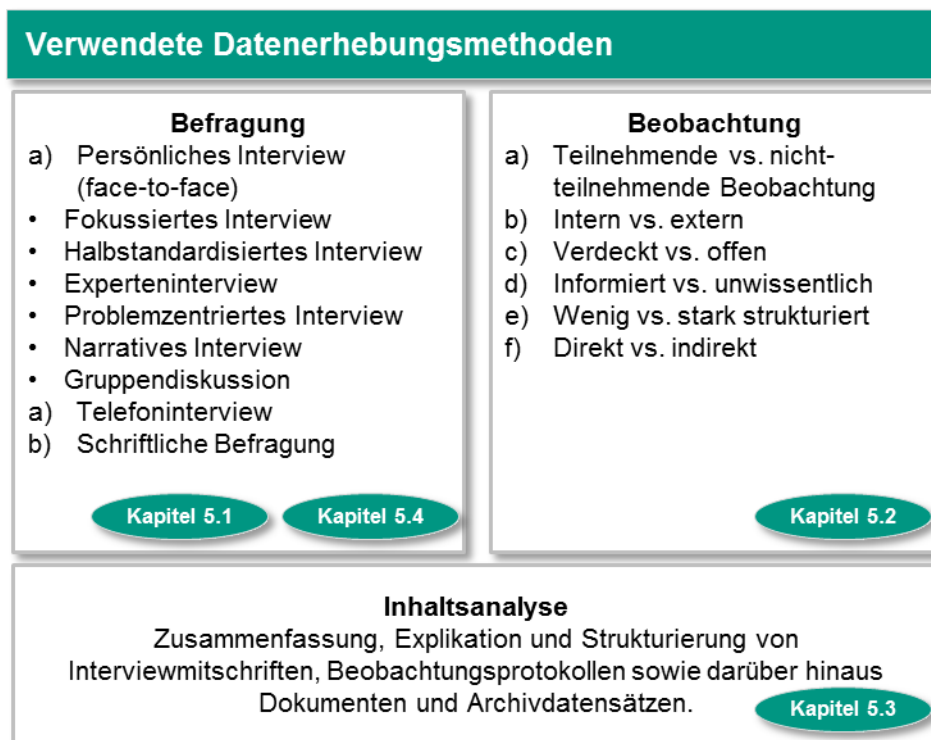 Verwendete Datenerhebungsmethoden
Befragung
a) Persönliches Interview
(face-to-face)
• Fokussiertes Interview
• Halbstandardisiertes Interview
• Experteninterview
• Problemzentriertes Interview
• Narratives Interview
• Gruppendiskussion
a) Telefoninterview
b) Schriftliche Befragung
Kapitel 5.1
Kapitel 5.4
Beobachtung
a) Teilnehmende vs. nicht-
teilnehmende Beobachtung
b) Intern vs. extern
c) Verdeckt vs. offen
d) Informiert vs. unwissentlich
e) Wenig vs. stark strukturiert
f) Direkt vs. indirekt
Kapitel 5.2
Inhaltsanalyse
Zusammenfassung, Explikation und Strukturierung von
Interviewmitschriften, Beobachtungsprotokollen sowie darüber hinaus
Dokumenten und Archivdatensätzen.
Kapitel 5.3